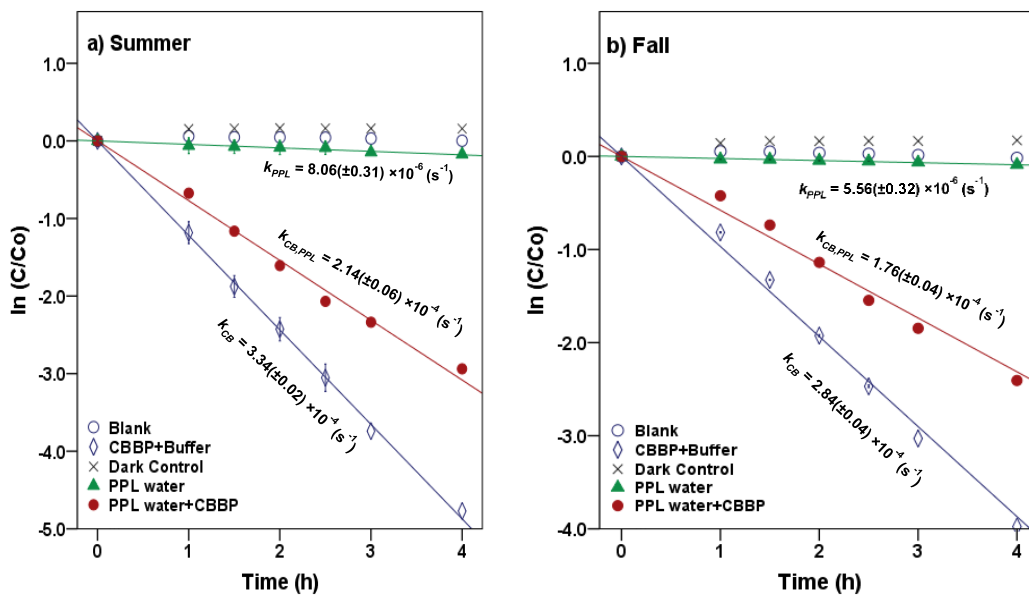 a) Summer
1.0
0.0
-1.0
-2.0
-3.0
-4.0
-5.0
ln (C/Co)
k_PPL = 8.06(±0.31) ×10⁻⁶ (s⁻¹)
k_CB,PPL = 2.14(±0.06) ×10⁻⁴ (s⁻¹)
k_CB = 3.34(±0.02) ×10⁻⁴ (s⁻¹)
Blank
CBBP+Buffer
Dark Control
PPL water
PPL water+CBBP
0 1 2 3 4
Time (h)
b) Fall
1.0
0.0
-1.0
-2.0
-3.0
-4.0
ln (C/Co)
k_PPL = 5.56(±0.32) ×10⁻⁶ (s⁻¹)
k_CB,PPL = 1.76(±0.04) ×10⁻⁴ (s⁻¹)
k_CB = 2.84(±0.04) ×10⁻⁴ (s⁻¹)
Blank
CBBP+Buffer
Dark Control
PPL water
PPL water+CBBP
0 1 2 3 4
Time (h)